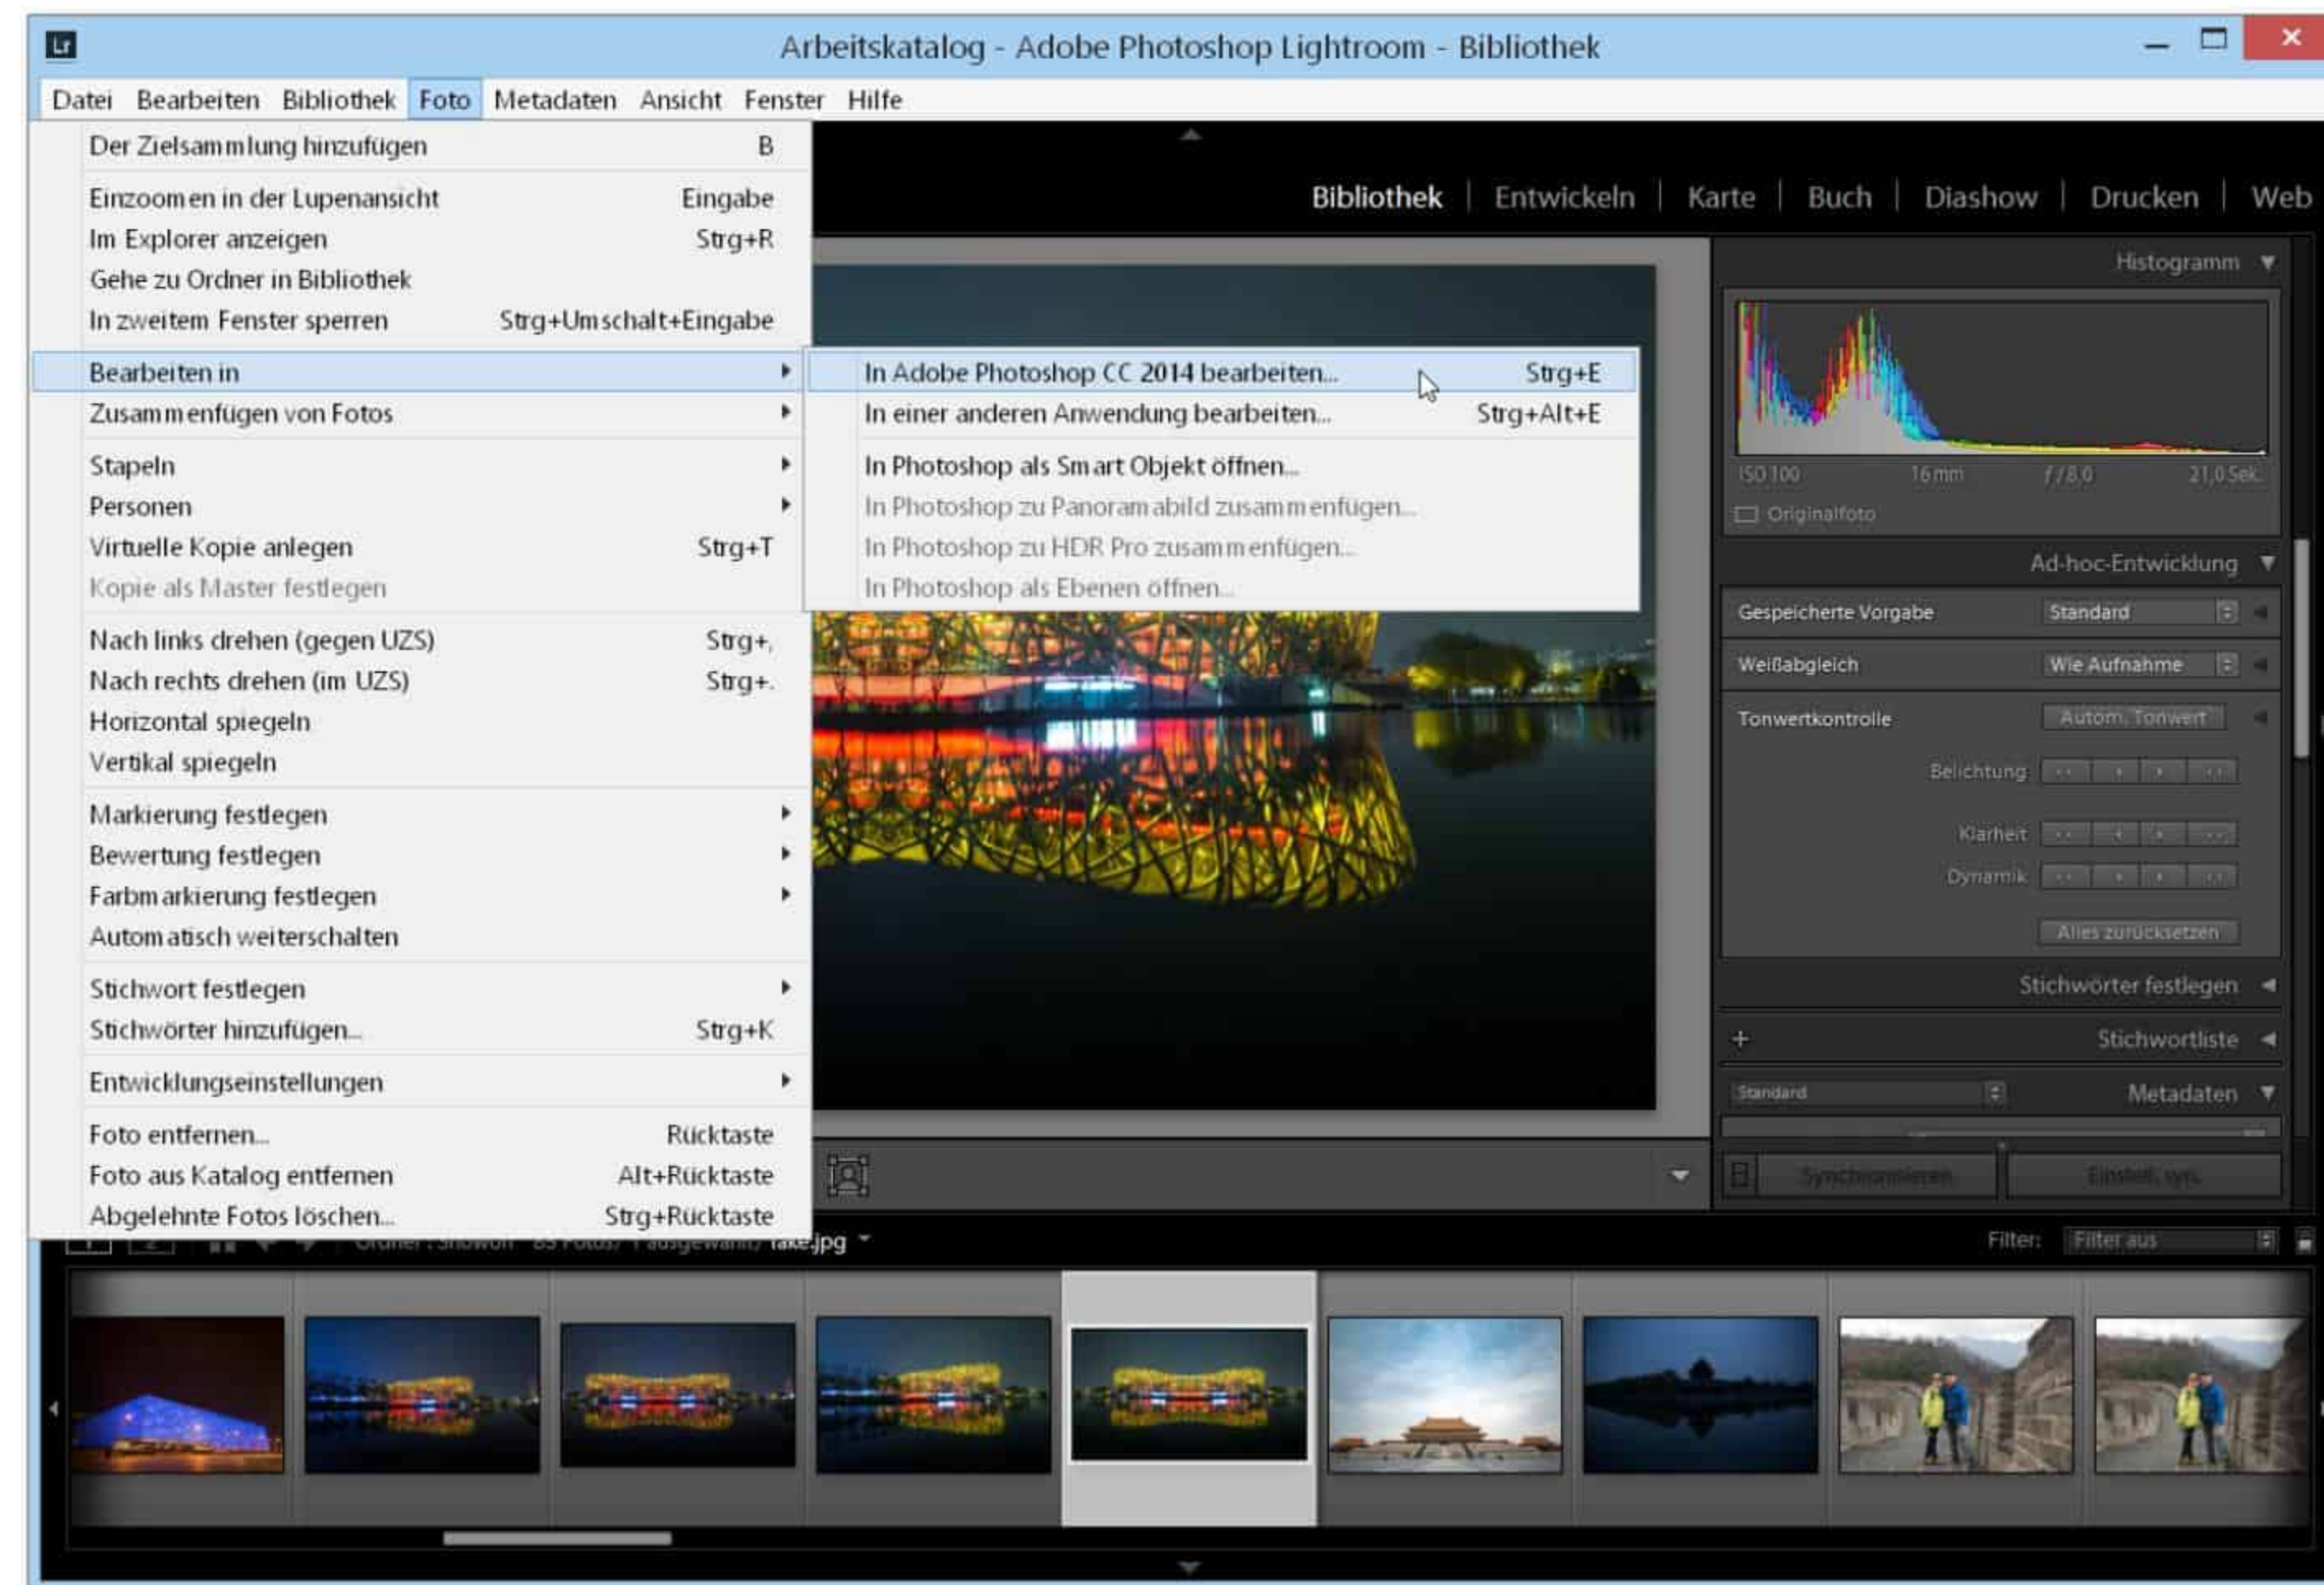 Lr Arbeitskatalog - Adobe Photoshop Lightroom - Bibliothek
Datei Bearbeiten Bibliothek Foto Metadaten Ansicht Fenster Hilfe
Der Zielsammlung hinzufügen B
Einzoomen in der Lupenansicht Eingabe
Im Explorer anzeigen Strg+R
Gehe zu Ordner in Bibliothek
In zweitem Fenster sperren Strg+Umschalt+Eingabe
Bearbeiten in
Zusammenfügen von Fotos
Stapeln
Personen
Virtuelle Kopie anlegen Strg+T
Kopie als Master festlegen
Nach links drehen (gegen UZS) Strg+,
Nach rechts drehen (im UZS) Strg+.
Horizontal spiegeln
Vertikal spiegeln
Markierung festlegen
Bewertung festlegen
Farbmarkierung festlegen
Automatisch weiterschalten
Stichwort festlegen
Stichwörter hinzufügen... Strg+K
Entwicklungseinstellungen
Foto entfernen... Rücktaste
Foto aus Katalog entfernen Alt+Rücktaste
Abgelehnte Fotos löschen... Strg+Rücktaste
In Adobe Photoshop CC 2014 bearbeiten... Strg+E
In einer anderen Anwendung bearbeiten... Strg+Alt+E
In Photoshop als Smart Objekt öffnen...
In Photoshop zu Panoramabild zusammenfügen...
In Photoshop zu HDR Pro zusammenfügen...
In Photoshop als Ebenen öffnen...
Bibliothek | Entwickeln | Karte | Buch | Diashow | Drucken | Web
Histogramm
ISO 100 16 mm f / 8,0 21,0 Sek.
Originalfoto
Ad-hoc-Entwicklung
Gespeicherte Vorgabe Standard
Weißabgleich Wie Aufnahme
Tonwertkontrolle Autom. Tonwert
Belichtung
Klarheit
Dynamik
Alles zurücksetzen
Stichwörter festlegen
+ Stichwortliste
Standard Metadaten
Synchronisieren Einstell. syn.
.jpg
Filter: Filter aus